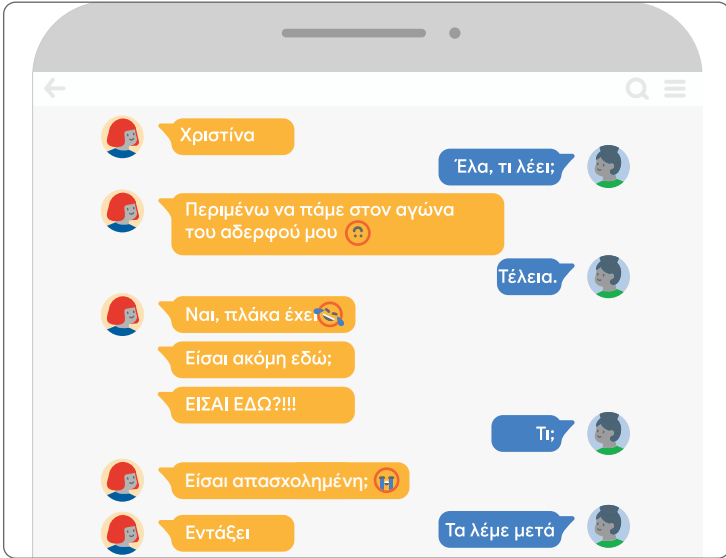 Χριστίνα
Έλα, τι λέει;
Περιμένω να πάμε στον αγώνα
του αδερφού μου 🙃
Τέλεια.
Ναι, πλάκα έχει 🤣
Είσαι ακόμη εδώ;
ΕΙΣΑΙ ΕΔΩ?!!!
Τι;
Είσαι απασχολημένη; 😭
Εντάξει
Τα λέμε μετά